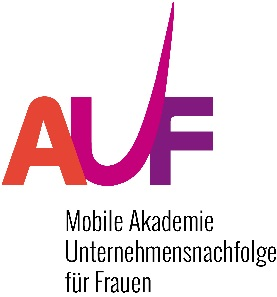 AUF
Mobile Akademie
Unternehmensnachfolge
für Frauen